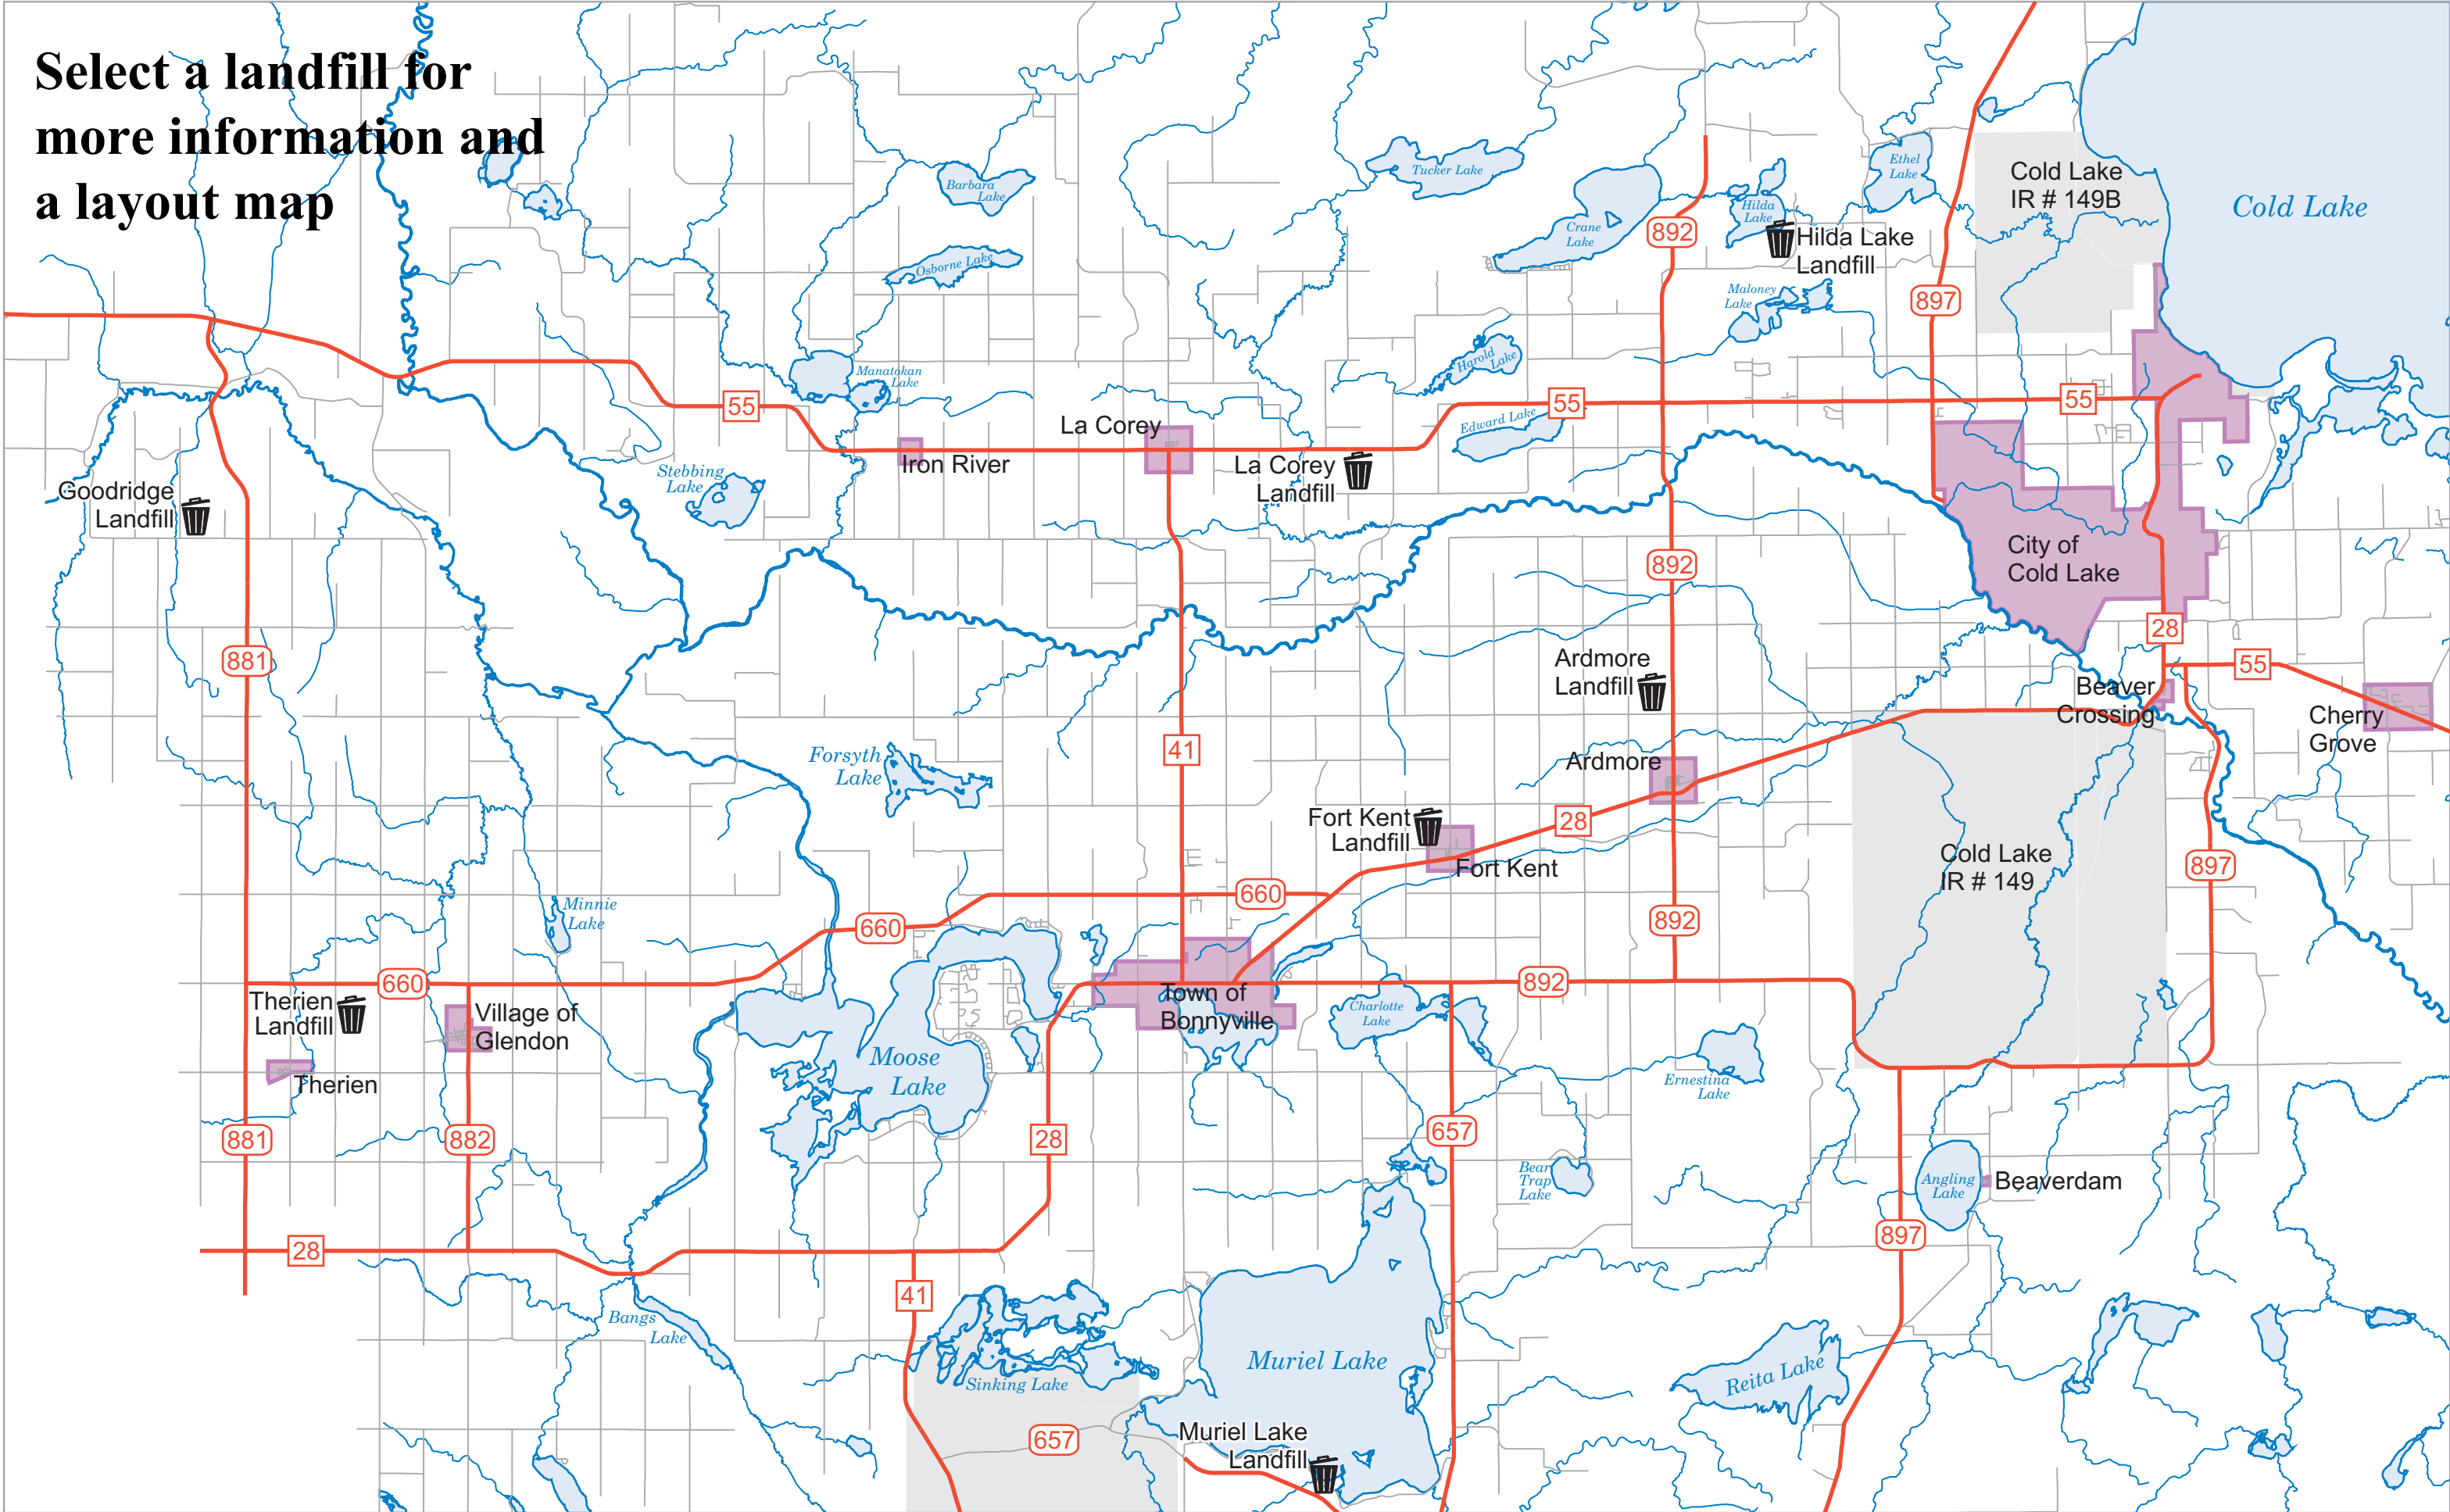 Select a landfill for
more information and
a layout map
Barbara
Lake
Osborne Lake
Tucker Lake
Crane
Lake
892
Hilda
Lake
Hilda Lake
Landfill
Ethel
Lake
Cold Lake
IR # 149B
Cold Lake
Maloney
Lake
897
Manatokan
Lake
Harold
Lake
55
55
55
Edward Lake
La Corey
Iron River
La Corey
Landfill
Stebbing
Lake
Goodridge
Landfill
City of
Cold Lake
892
28
881
Ardmore
Landfill
55
Beaver
Crossing
Cherry
Grove
41
Forsyth
Lake
Ardmore
Fort Kent
Landfill
28
Fort Kent
Cold Lake
IR # 149
897
660
660
892
Minnie
Lake
660
892
Therien
Landfill
Village of
Glendon
Town of
Bonnyville
Charlotte
Lake
Moose
Lake
Therien
Ernestina
Lake
881
882
28
657
Bear
Trap
Lake
Angling
Lake
Beaverdam
897
28
41
Bangs
Lake
Sinking Lake
Muriel Lake
Reita Lake
657
Muriel Lake
Landfill